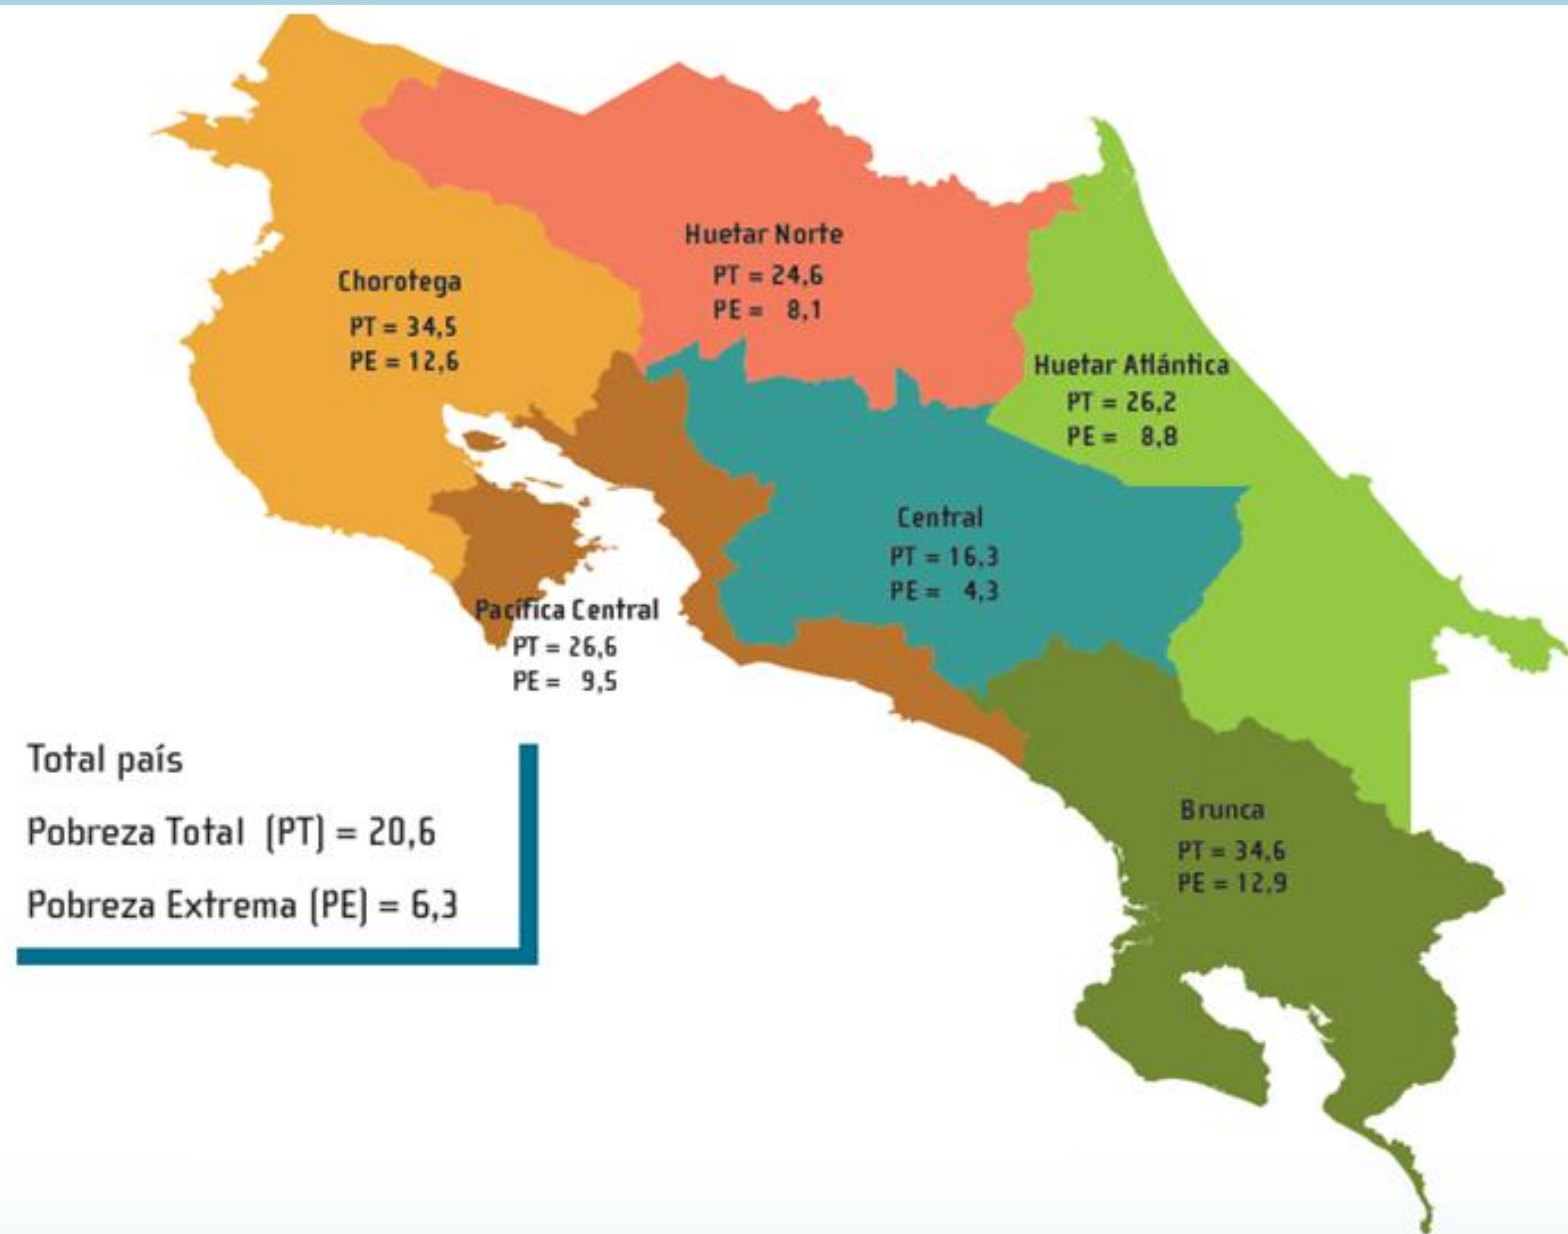 Huetar Norte
PT = 24,6
PE = 8,1
Chorotega
PT = 34,5
PE = 12,6
Huetar Atlántica
PT = 26,2
PE = 8,8
Central
PT = 16,3
PE = 4,3
Pacífica Central
PT = 26,6
PE = 9,5
Total país
Pobreza Total (PT) = 20,6
Pobreza Extrema (PE) = 6,3
Brunca
PT = 34,6
PE = 12,9